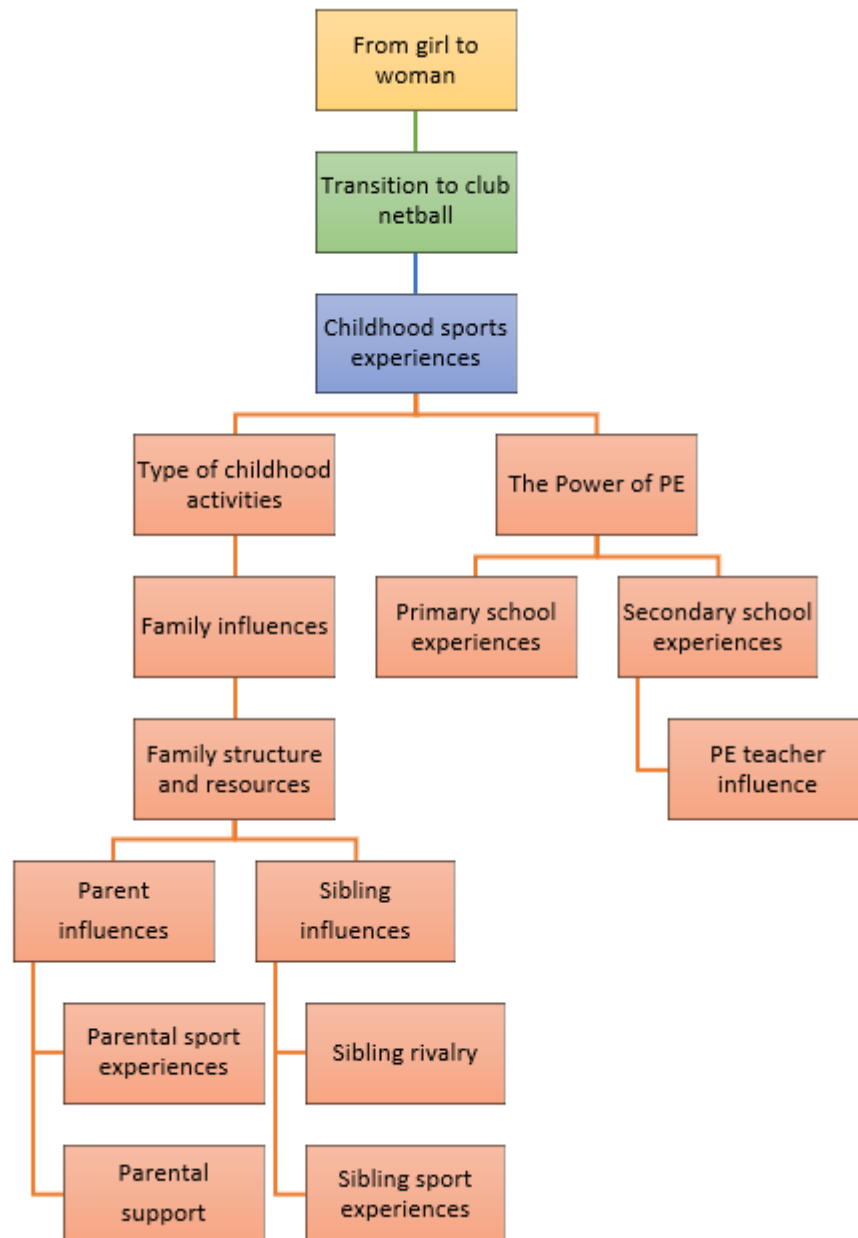 From girl to
woman
Transition to club
netball
Childhood sports
experiences
Type of childhood
activities
The Power of PE
Family influences
Primary school
experiences
Secondary school
experiences
Family structure
and resources
PE teacher
influence
Parent
influences
Sibling
influences
Parental sport
experiences
Sibling rivalry
Parental
support
Sibling sport
experiences